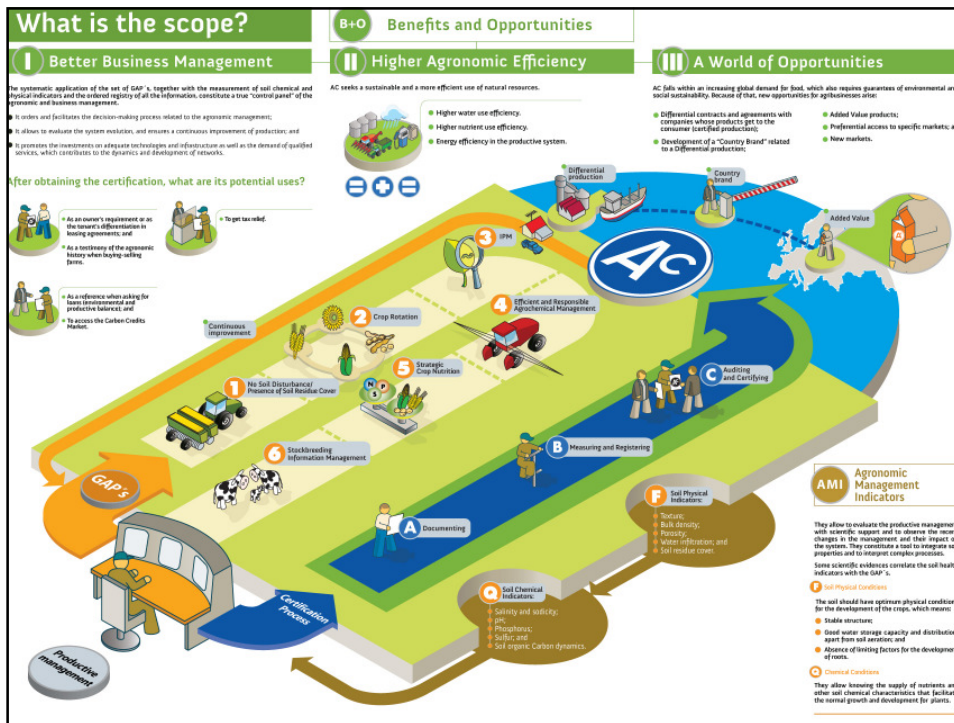 What is the scope?
B+O
Benefits and Opportunities
I Better Business Management
The systematic application of the set of GAP´s, together with the measurement of soil chemical and
physical indicators and the ordered registry of all the information, constitute a true "control panel" of the
agronomic and business management.
It orders and facilitates the decision-making process related to the agronomic management;
It allows to evaluate the system evolution, and ensures a continuous improvement of production; and
It promotes the investments on adequate technologies and infrastructure as well as the demand of qualified
services, which contributes to the dynamics and development of networks.
After obtaining the certification, what are its potential uses?
As an owner's requirement or as
the tenant's differentiation in
leasing agreements; and
As a testimony of the agronomic
history when buying-selling
farms.
To get tax relief.
As a reference when asking for
loans (environmental and
productive balance); and
To access the Carbon Credits
Market.
II Higher Agronomic Efficiency
AC seeks a sustainable and a more efficient use of natural resources.
Higher water use efficiency.
Higher nutrient use efficiency.
Energy efficiency in the productive system.
III A World of Opportunities
AC falls within an increasing global demand for food, which also requires guarantees of environmental an
social sustainability. Because of that, new opportunities for agribusinesses arise:
Differential contracts and agreements with
companies whose products get to the
consumer (certified production);
Development of a "Country Brand" related
to a Differential production;
Added Value products;
Preferential access to specific markets; a
New markets.
Differential
production
Country
brand
Added Value
AC
3 IPM
4 Efficient and Responsible
Agrochemical Management
2 Crop Rotation
Continuous
improvement
5 Strategic
Crop Nutrition
N P S
1 No Soil Disturbance/
Presence of Soil Residue Cover
6 Stockbreeding
Information Management
C Auditing
and Certifying
B Measuring and Registering
A Documenting
GAP's
Certification
Process
Productive
management
F Soil Physical
Indicators:
Texture;
Bulk density;
Porosity;
Water infiltration; and
Soil residue cover.
Q Soil Chemical
Indicators:
Salinity and sodicity;
pH;
Phosphorus;
Sulfur; and
Soil organic Carbon dynamics.
AMI
Agronomic
Management
Indicators
They allow to evaluate the productive managemen
with scientific support and to observe the recen
changes in the management and their impact o
the system. They constitute a tool to integrate so
properties and to interpret complex processes.
Some scientific evidences correlate the soil healt
indicators with the GAP´s.
F Soil Physical Conditions
The soil should have optimum physical condition
for the development of the crops, which means:
Stable structure;
Good water storage capacity and distribution
apart from soil aeration; and
Absence of limiting factors for the developmen
of roots.
Q Chemical Conditions
They allow knowing the supply of nutrients an
other soil chemical characteristics that facilitat
the normal growth and development for plants.